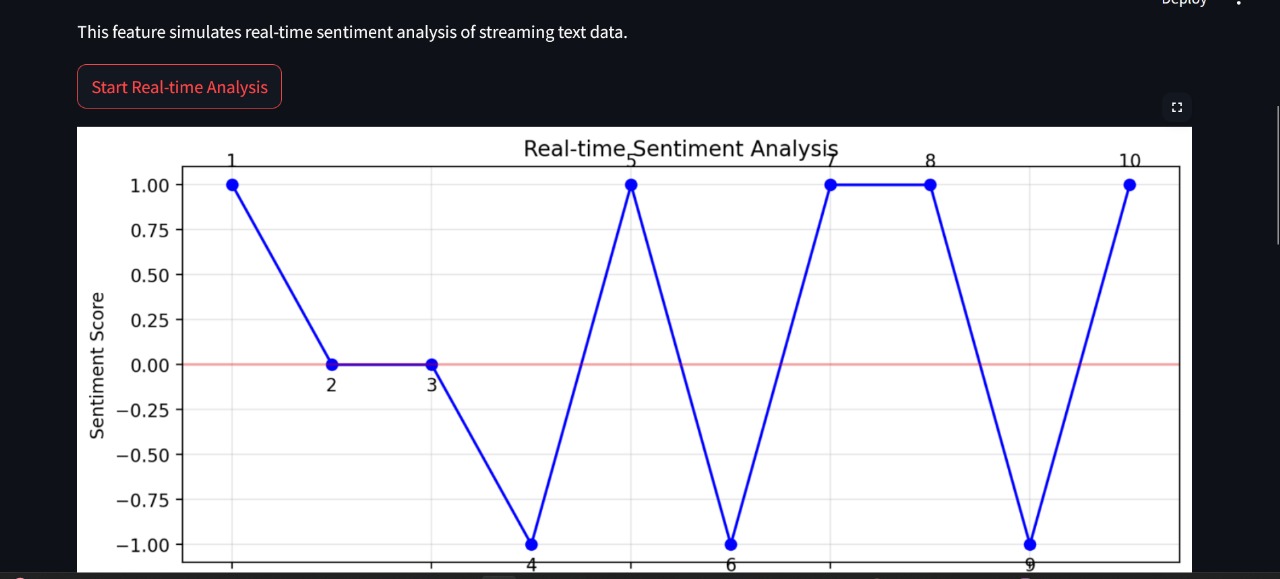 Deploy
This feature simulates real-time sentiment analysis of streaming text data.
Start Real-time Analysis
Real-time Sentiment Analysis
1 5 7 8 10
1.00
0.75
0.50
0.25
0.00
2 3
−0.25
−0.50
−0.75
−1.00
4 6 9
Sentiment Score